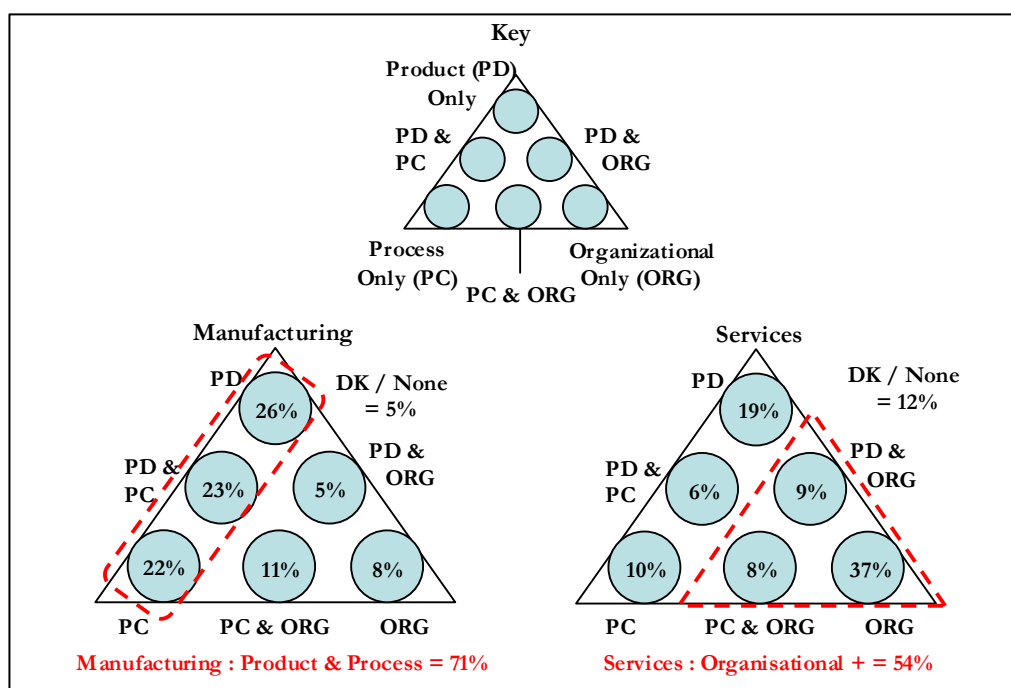 Key
Product (PD)
Only
PD &
PC
PD &
ORG
Process
Only (PC)
Organizational
Only (ORG)
PC & ORG
Manufacturing
PD
DK / None
= 5%
26%
PD &
PC
PD &
ORG
23%
5%
22%
11%
8%
PC
PC & ORG
ORG
Manufacturing : Product & Process = 71%
Services
PD
DK / None
= 12%
19%
PD &
PC
PD &
ORG
6%
9%
10%
8%
37%
PC
PC & ORG
ORG
Services : Organisational + = 54%